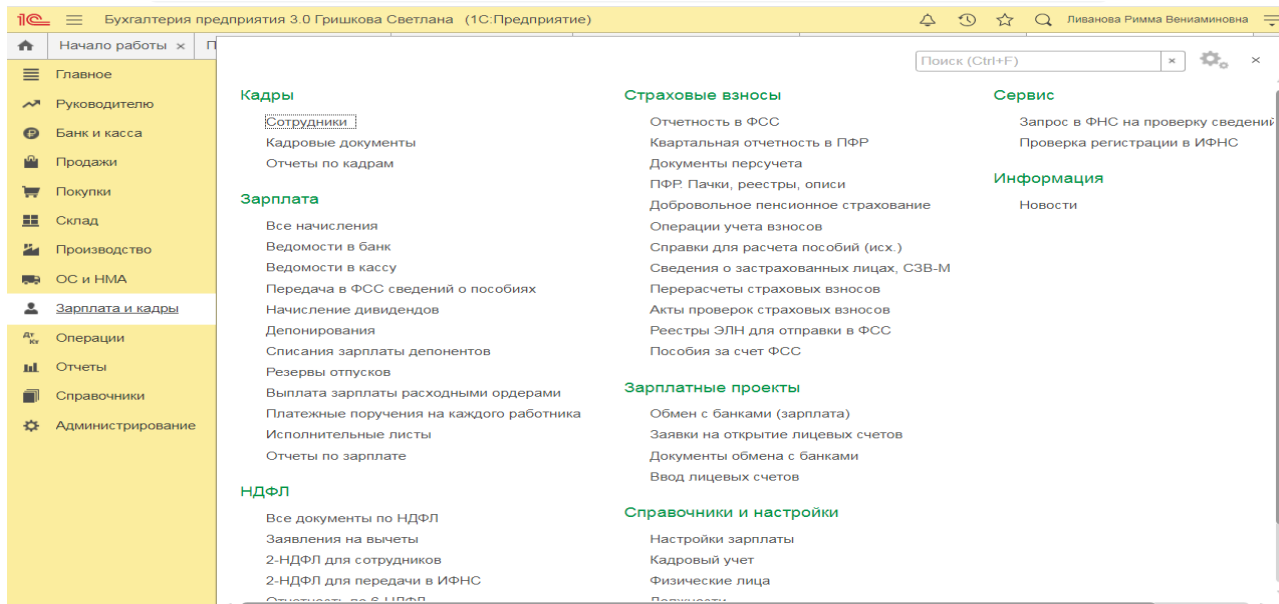 1С Бухгалтерия предприятия 3.0 Гришкова Светлана (1С:Предприятие) Ливанова Римма Вениаминовна
Начало работы × П
Поиск (Ctrl+F) × ×
Главное
Руководителю
Банк и касса
Продажи
Покупки
Склад
Производство
ОС и НМА
Зарплата и кадры
Дт Кт Операции
Отчеты
Справочники
Администрирование
Кадры
Сотрудники
Кадровые документы
Отчеты по кадрам
Зарплата
Все начисления
Ведомости в банк
Ведомости в кассу
Передача в ФСС сведений о пособиях
Начисление дивидендов
Депонирования
Списания зарплаты депонентов
Резервы отпусков
Выплата зарплаты расходными ордерами
Платежные поручения на каждого работника
Исполнительные листы
Отчеты по зарплате
НДФЛ
Все документы по НДФЛ
Заявления на вычеты
2-НДФЛ для сотрудников
2-НДФЛ для передачи в ИФНС
Отчетность по 6-НДФЛ
Страховые взносы
Отчетность в ФСС
Квартальная отчетность в ПФР
Документы персучета
ПФР. Пачки, реестры, описи
Добровольное пенсионное страхование
Операции учета взносов
Справки для расчета пособий (исх.)
Сведения о застрахованных лицах, СЗВ-М
Перерасчеты страховых взносов
Акты проверок страховых взносов
Реестры ЭЛН для отправки в ФСС
Пособия за счет ФСС
Зарплатные проекты
Обмен с банками (зарплата)
Заявки на открытие лицевых счетов
Документы обмена с банками
Ввод лицевых счетов
Справочники и настройки
Настройки зарплаты
Кадровый учет
Физические лица
Должности
Сервис
Запрос в ФНС на проверку сведений
Проверка регистрации в ИФНС
Информация
Новости